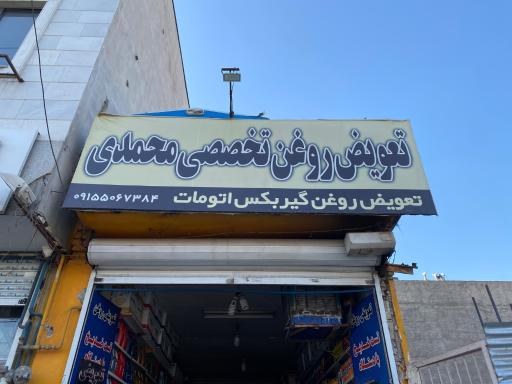 تعویض روغن تخصصی محمدی
تعویض روغن گیربکس اتومات ۰۹۱۵۵۰۶۷۳۸۴